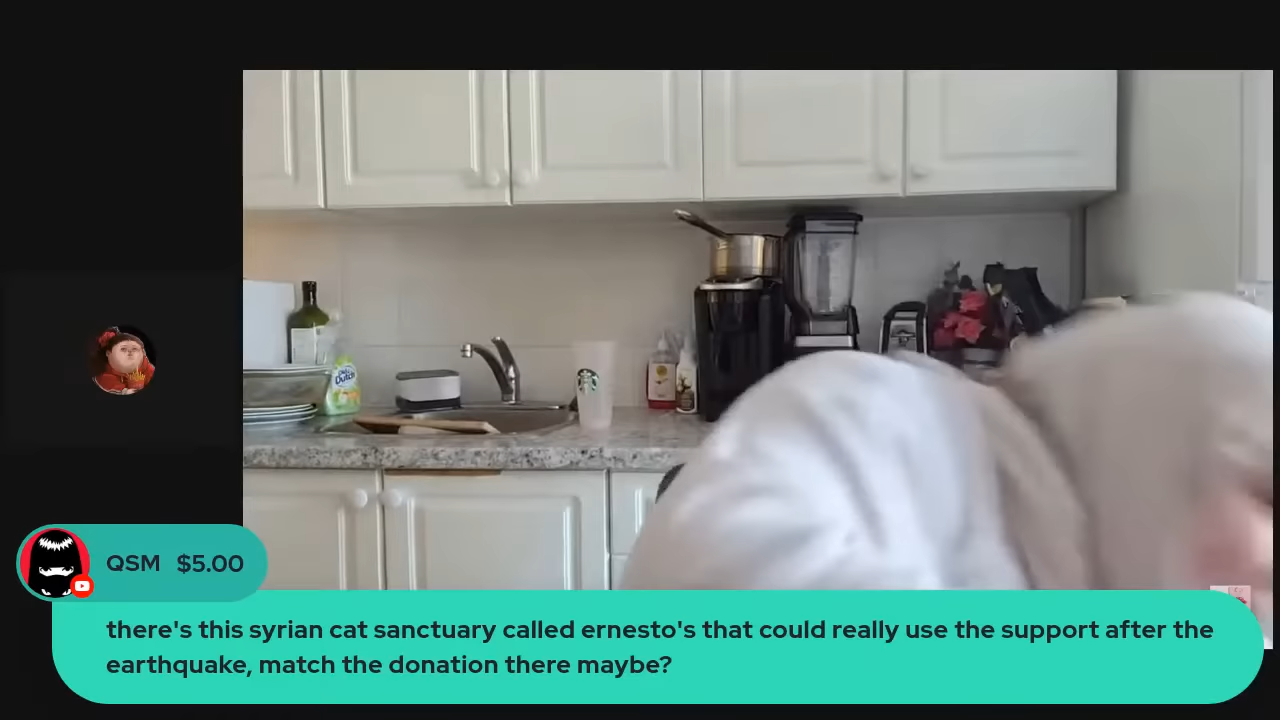 QSM $5.00
there's this syrian cat sanctuary called ernesto's that could really use the support after the
earthquake, match the donation there maybe?
Dutch